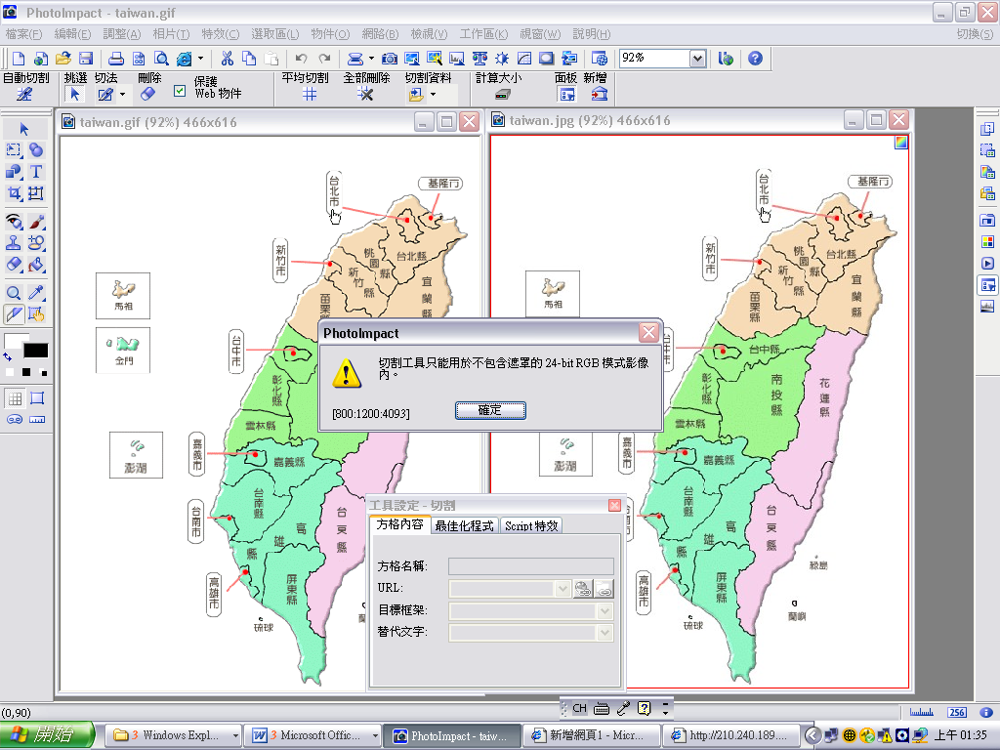 PhotoImpact - taiwan.gif
檔案(F) 編輯(E) 調整(A) 相片(T) 特效(C) 選取區(L) 物件(O) 網路(B) 檢視(V) 工作區(K) 視窗(W) 說明(H) 切換(S)
92%
自動切割 挑選 切法 刪除 保護 Web 物件 平均切割 全部刪除 切割資料 計算大小 面板 新增
taiwan.gif (92%) 466x616
台北市
基隆市
新竹市
桃園縣
台北縣
新竹縣
宜蘭縣
苗栗縣
馬祖
金門
台中市
彰化縣
雲林縣
澎湖
嘉義市
嘉義縣
台南縣
台南市
高雄縣
台東縣
屏東縣
高雄市
琉球
taiwan.jpg (92%) 466x616
台北市
基隆市
新竹市
桃園縣
台北縣
新竹縣
宜蘭縣
苗栗縣
馬祖
台中縣
彰化縣
南投縣
花蓮縣
雲林縣
澎湖
嘉義市
嘉義縣
台南縣
高雄縣
台東縣
屏東縣
高雄市
綠島
蘭嶼
琉球
PhotoImpact
切割工具只能用於不包含遮罩的 24-bit RGB 模式影像
內。
[800:1200:4093]
確定
工具設定 - 切割
方格內容 最佳化程式 Script 特效
方格名稱:
URL:
目標框架:
替代文字:
(0,90)
256
CH
開始
3 Windows Expl...
3 Microsoft Offic...
PhotoImpact - taiw...
新增網頁1 - Micr...
http://210.240.189....
上午 01:35